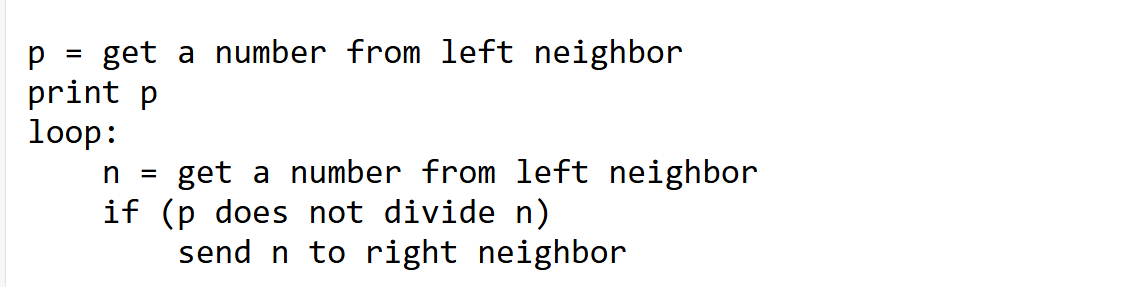 p = get a number from left neighbor
print p
loop:
    n = get a number from left neighbor
    if (p does not divide n)
        send n to right neighbor